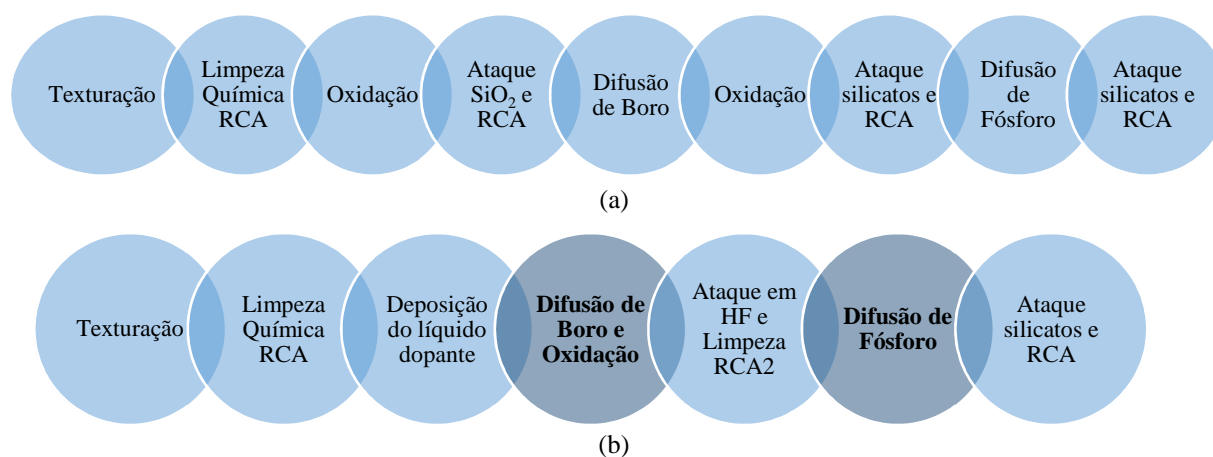 Texturação
Limpeza
Química
RCA
Oxidação
Ataque
SiO₂ e
RCA
Difusão
de Boro
Oxidação
Ataque
silicatos e
RCA
Difusão
de
Fósforo
Ataque
silicatos e
RCA
(a)
Texturação
Limpeza
Química
RCA
Deposição
do líquido
dopante
Difusão de
Boro e
Oxidação
Ataque em
HF e
Limpeza
RCA2
Difusão de
Fósforo
Ataque
silicatos e
RCA
(b)